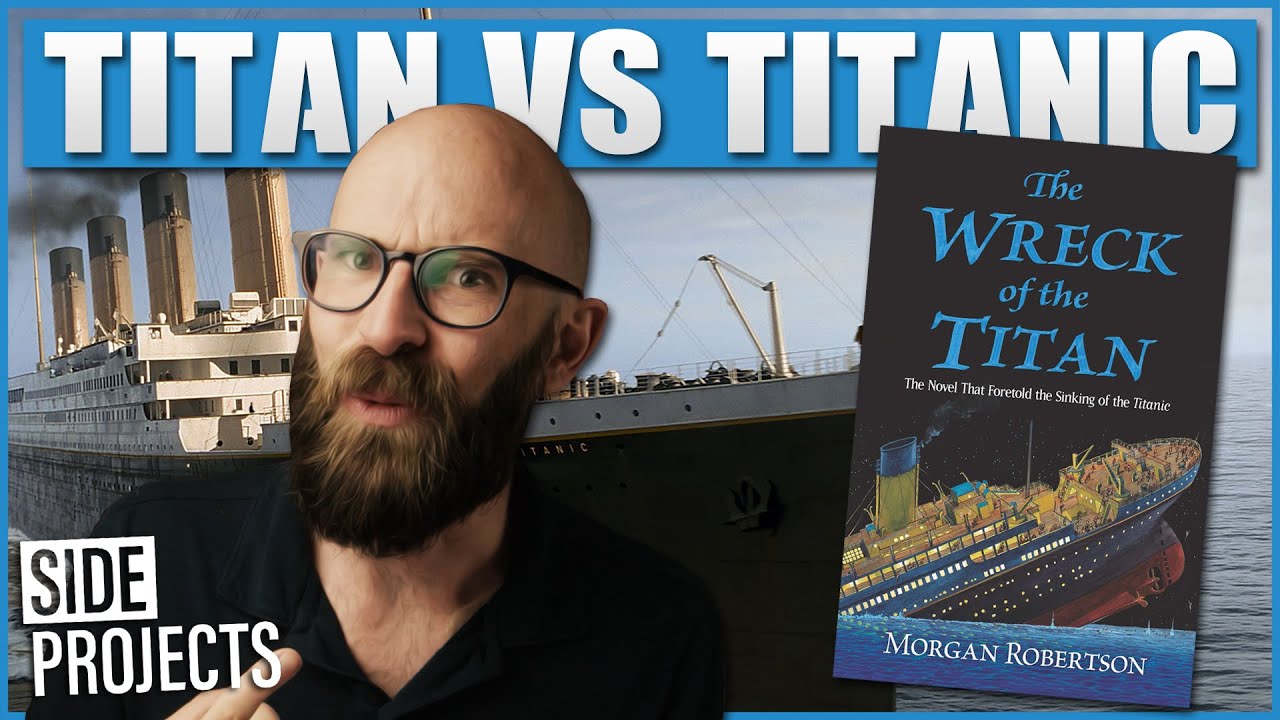 TITAN VS TITANIC
The
WRECK
of the
TITAN
The Novel That Foretold the Sinking of the Titanic
MORGAN ROBERTSON
ITANIC
SIDE
PROJECTS